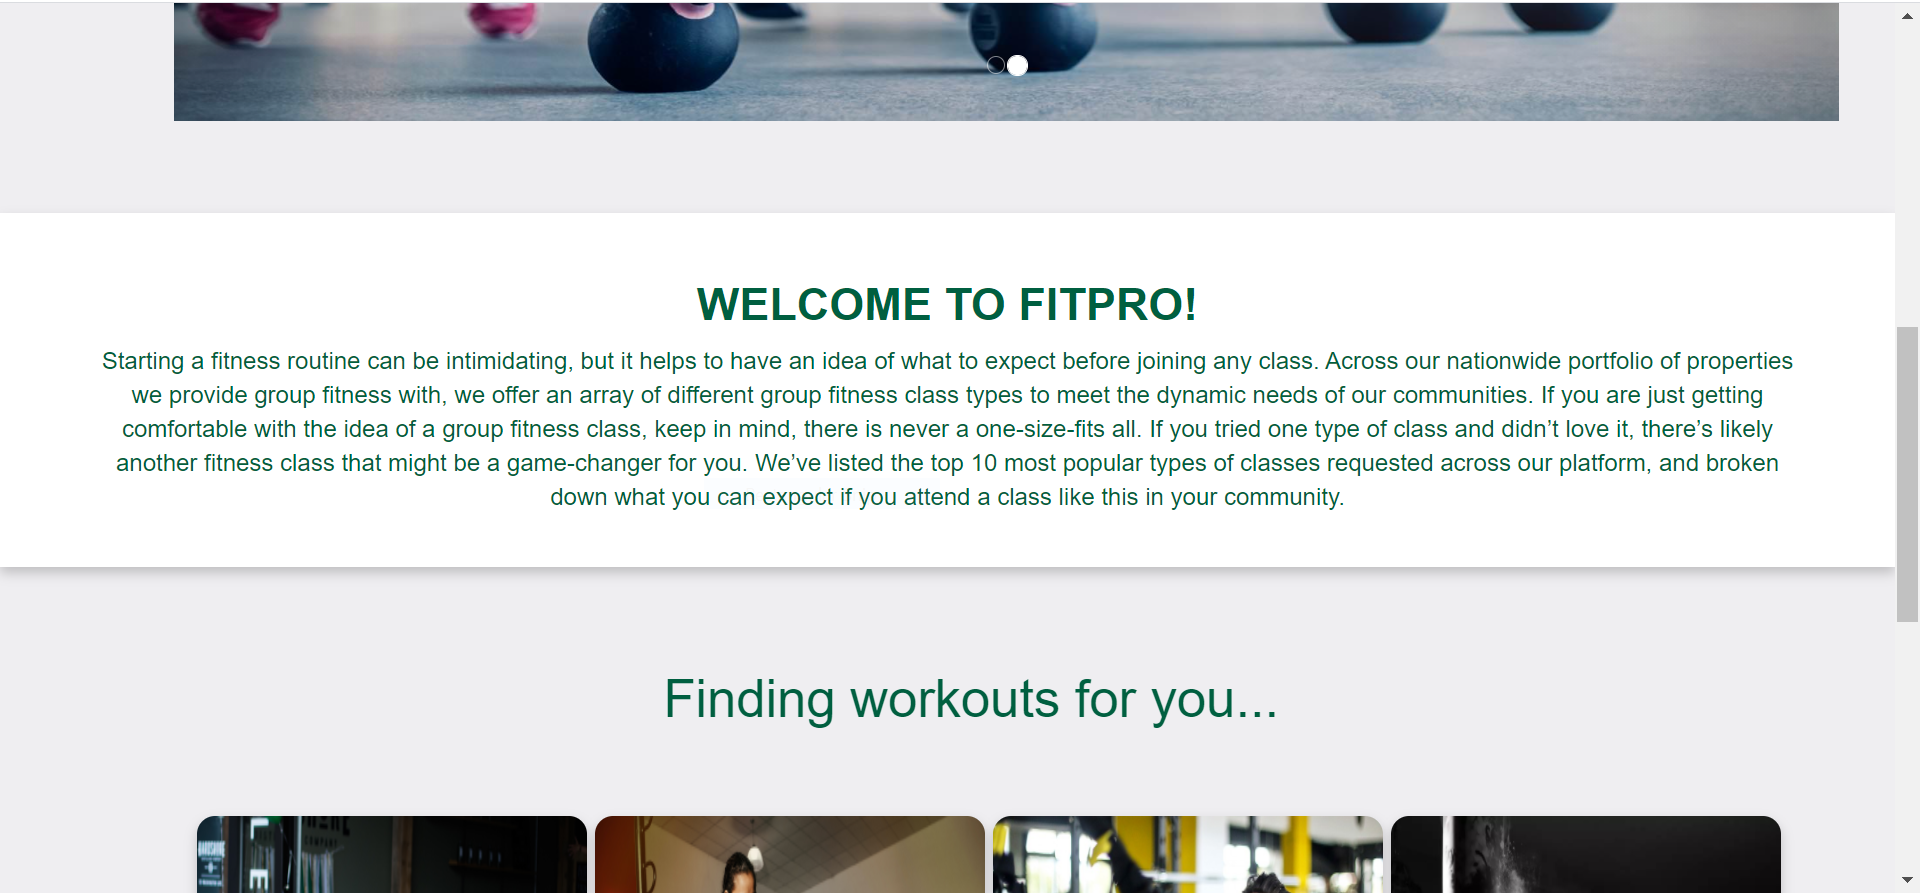 WELCOME TO FITPRO!
Starting a fitness routine can be intimidating, but it helps to have an idea of what to expect before joining any class. Across our nationwide portfolio of properties
we provide group fitness with, we offer an array of different group fitness class types to meet the dynamic needs of our communities. If you are just getting
comfortable with the idea of a group fitness class, keep in mind, there is never a one-size-fits all. If you tried one type of class and didn’t love it, there’s likely
another fitness class that might be a game-changer for you. We’ve listed the top 10 most popular types of classes requested across our platform, and broken
down what you can expect if you attend a class like this in your community.
Finding workouts for you...